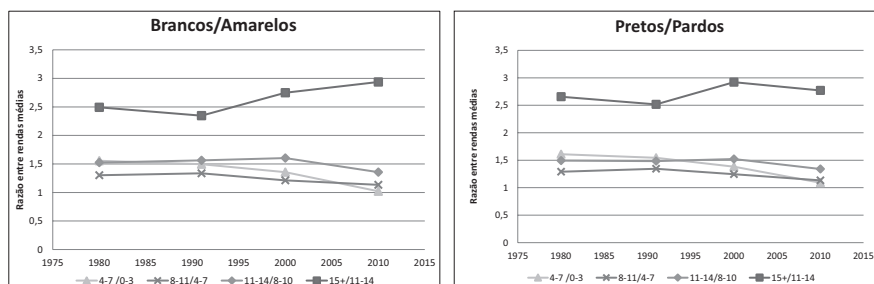 Brancos/Amarelos
Razão entre rendas médias
3,5
3
2,5
2
1,5
1
0,5
0
1975 1980 1985 1990 1995 2000 2005 2010 2015
4-7 /0-3 8-11/4-7 11-14/8-10 15+/11-14
Pretos/Pardos
Razão entre rendas médias
3,5
3
2,5
2
1,5
1
0,5
0
1975 1980 1985 1990 1995 2000 2005 2010 2015
4-7 /0-3 8-11/4-7 11-14/8-10 15+/11-14